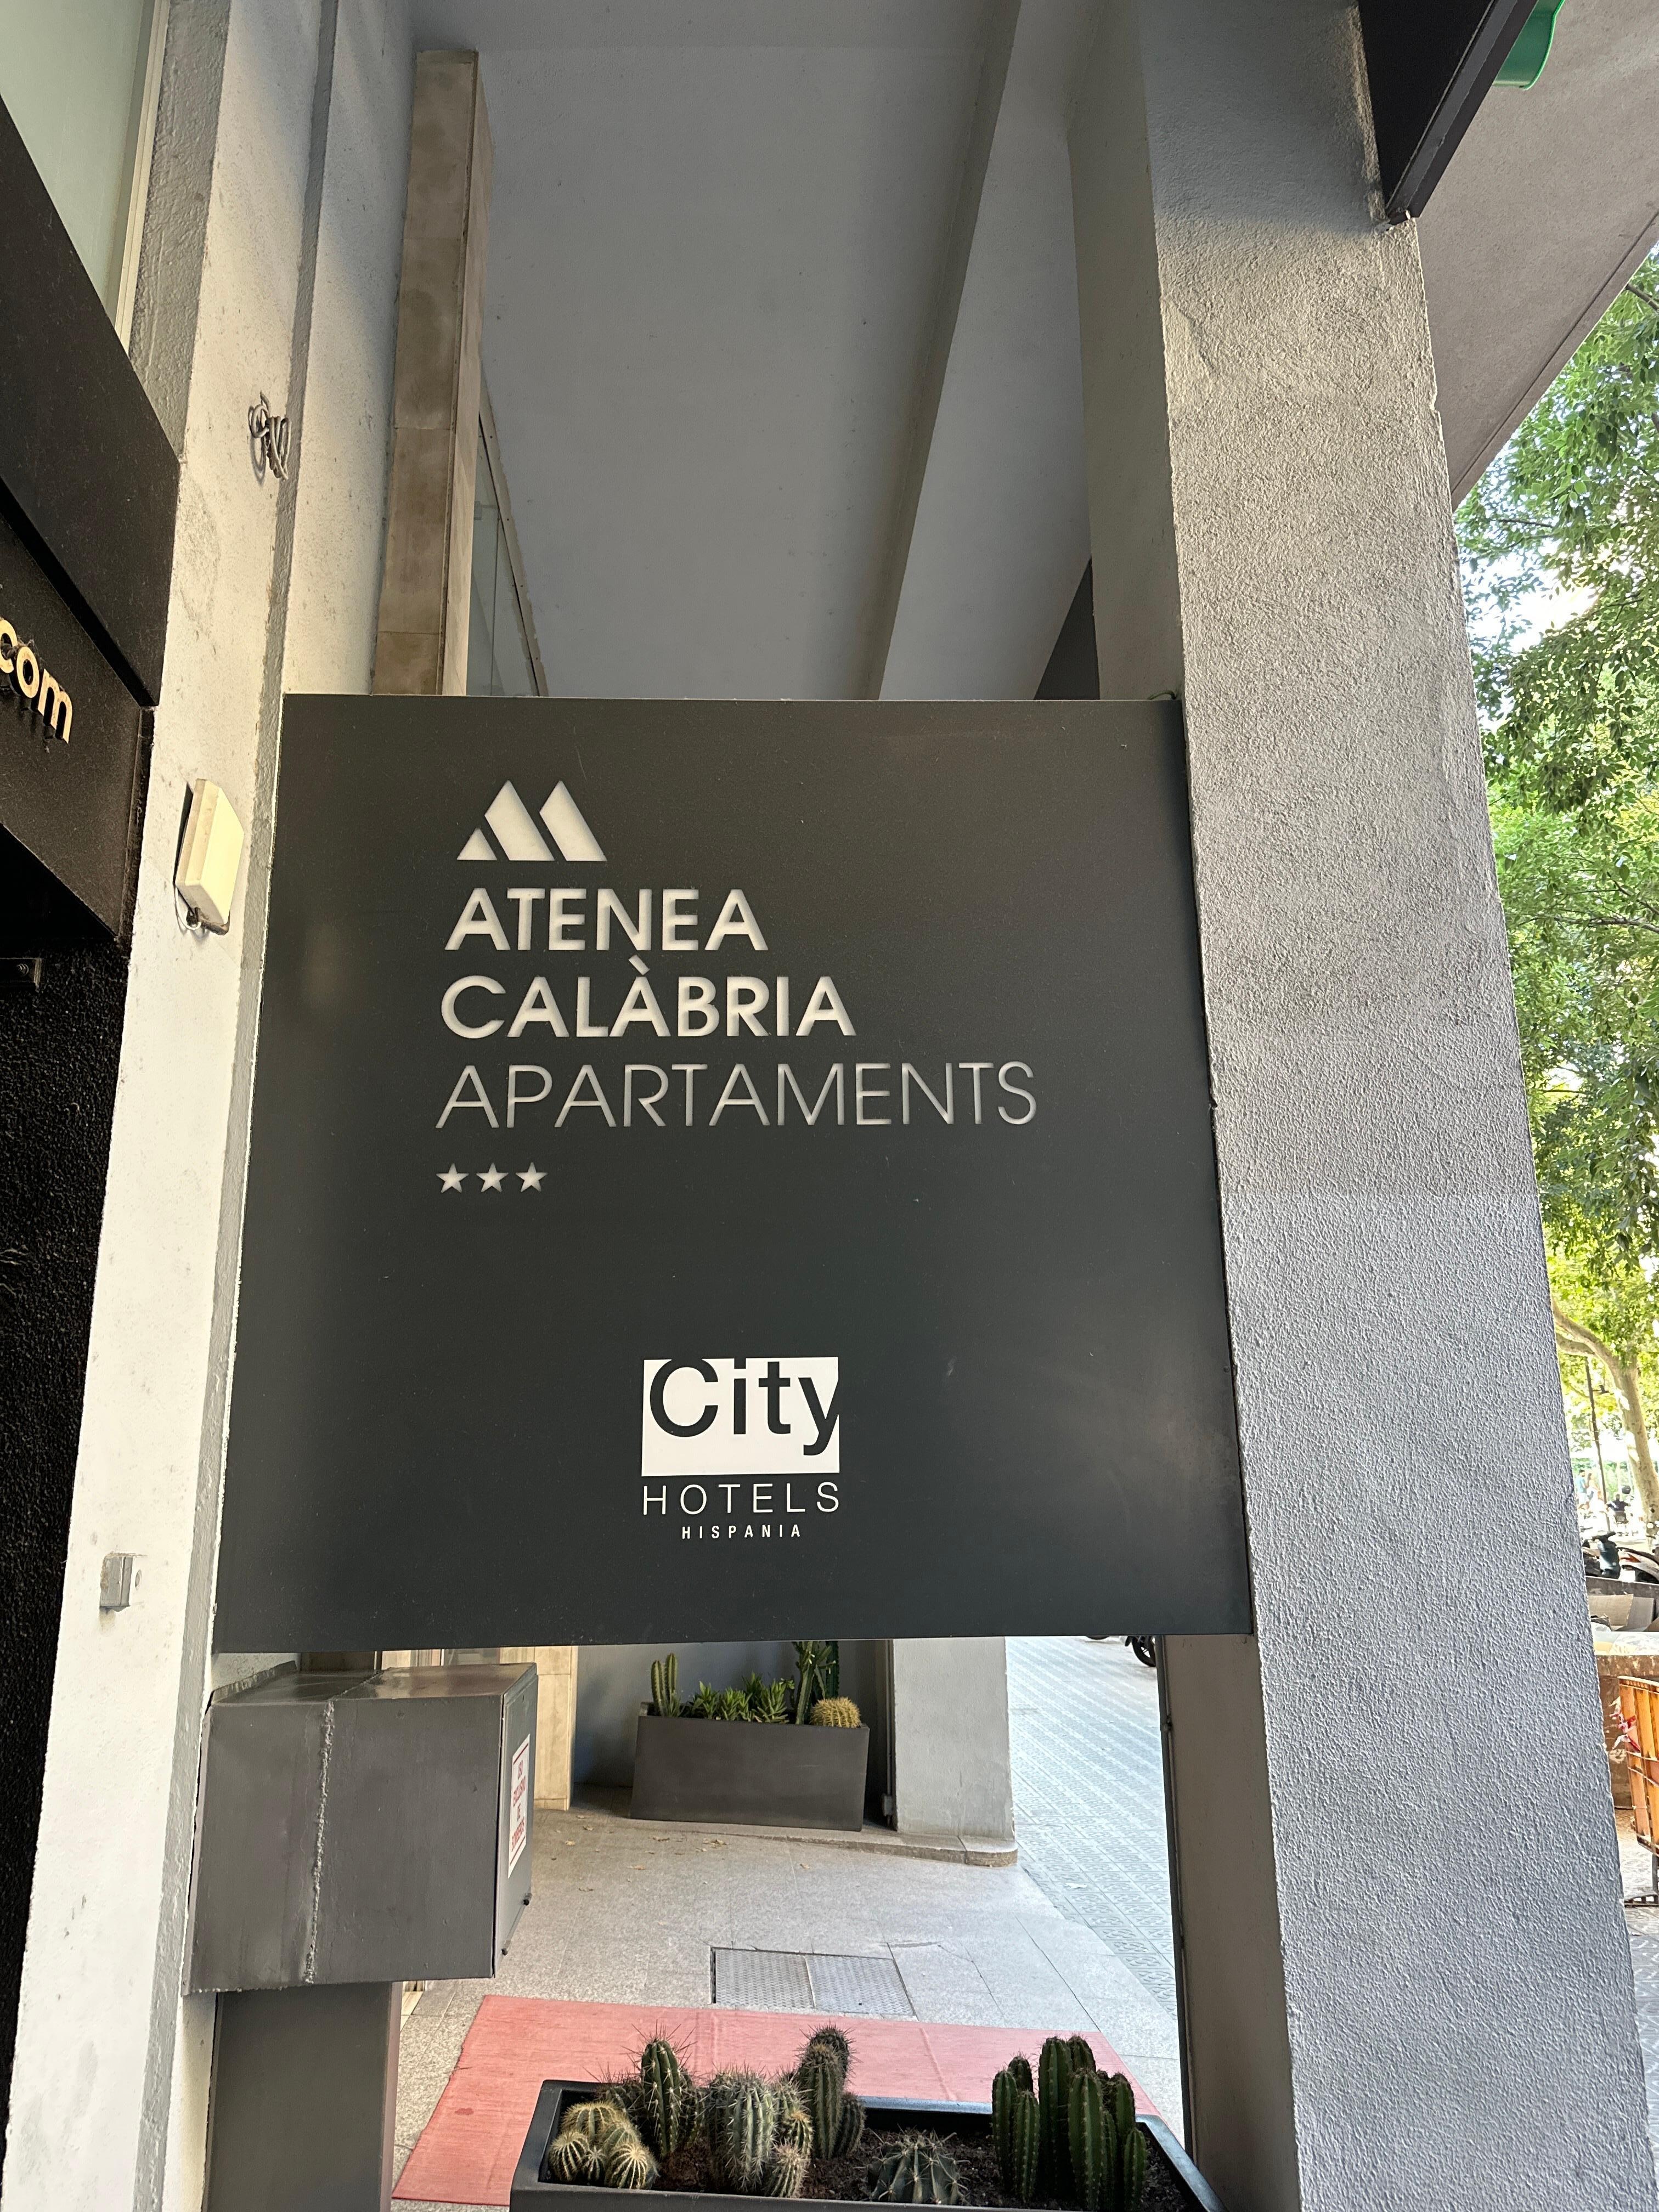 com
ATENEA
CALÀBRIA
APARTAMENTS
City
HOTELS
HISPANIA